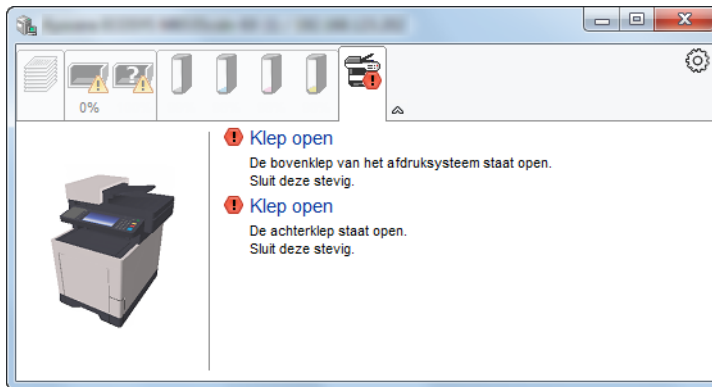 0%
Klep open
De bovenklep van het afdruksysteem staat open.
Sluit deze stevig.
Klep open
De achterklep staat open.
Sluit deze stevig.